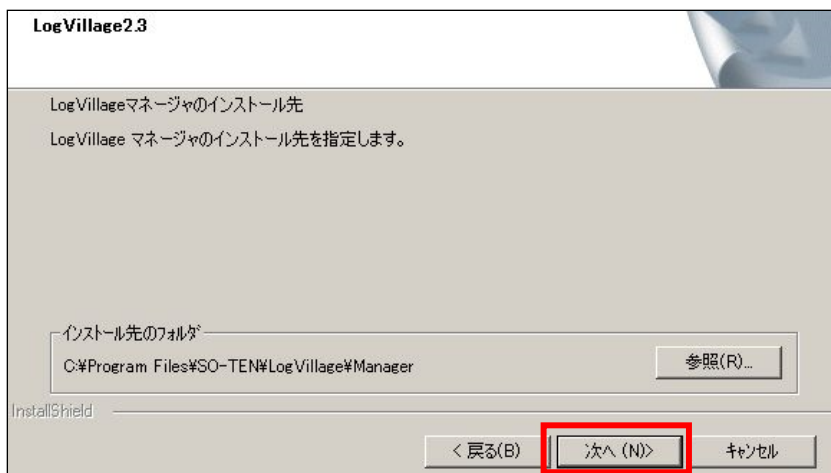 LogVillage2.3
LogVillageマネージャのインストール先
LogVillage マネージャのインストール先を指定します。
インストール先のフォルダ
C:¥Program Files¥SO-TEN¥LogVillage¥Manager
参照(R)...
InstallShield
< 戻る(B)
次へ (N)>
キャンセル